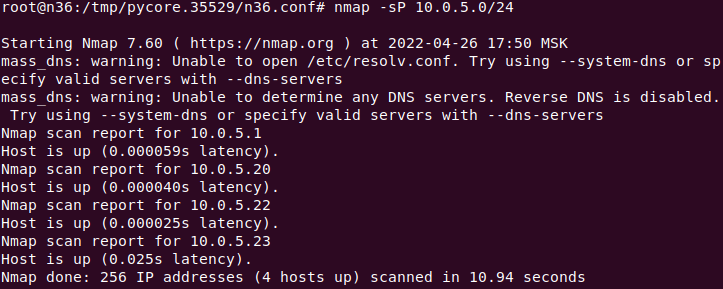 root@n36:/tmp/pycore.35529/n36.conf# nmap -sP 10.0.5.0/24
Starting Nmap 7.60 ( https://nmap.org ) at 2022-04-26 17:50 MSK
mass_dns: warning: Unable to open /etc/resolv.conf. Try using --system-dns or sp
ecify valid servers with --dns-servers
mass_dns: warning: Unable to determine any DNS servers. Reverse DNS is disabled.
 Try using --system-dns or specify valid servers with --dns-servers
Nmap scan report for 10.0.5.1
Host is up (0.000059s latency).
Nmap scan report for 10.0.5.20
Host is up (0.000040s latency).
Nmap scan report for 10.0.5.22
Host is up (0.000025s latency).
Nmap scan report for 10.0.5.23
Host is up (0.025s latency).
Nmap done: 256 IP addresses (4 hosts up) scanned in 10.94 seconds